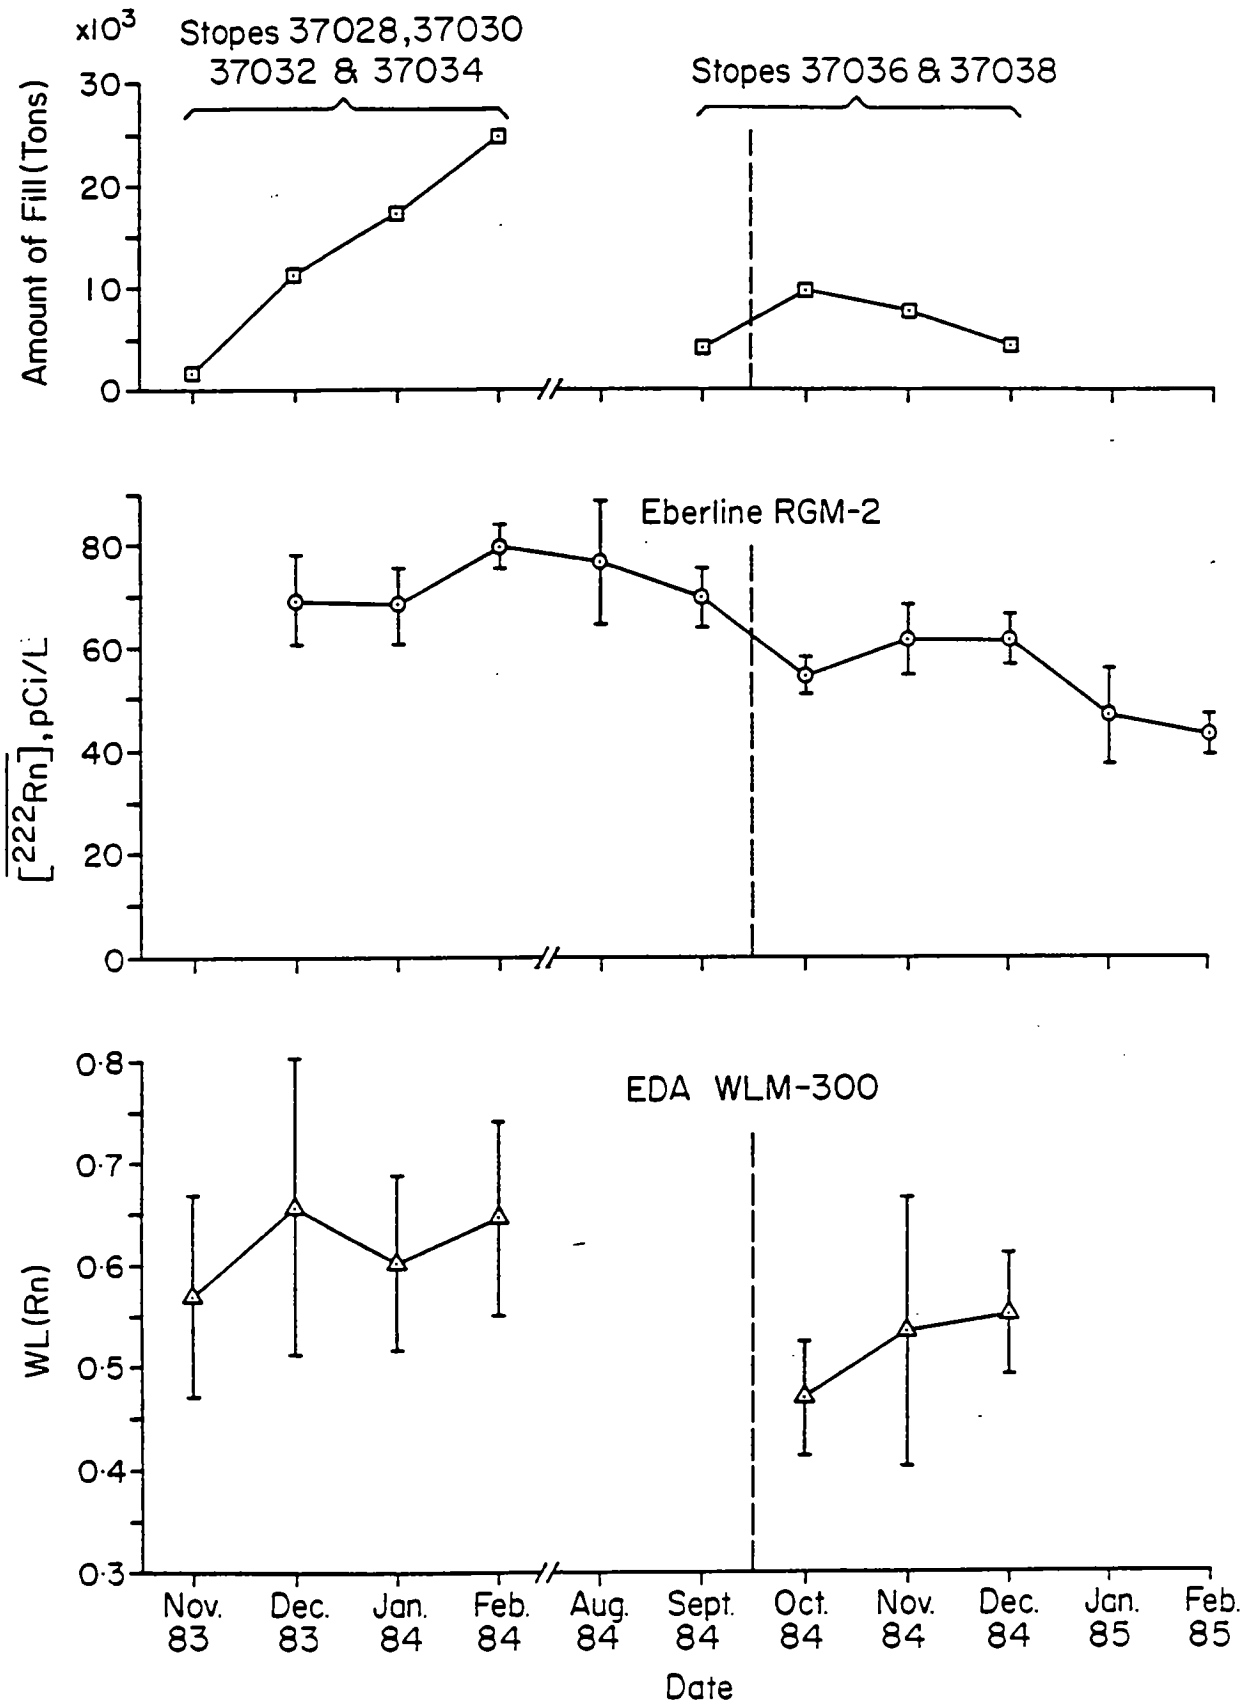 x10³
Stopes 37028,37030
37032 & 37034
Stopes 37036 & 37038
Amount of Fill (Tons)
30
20
10
0
Eberline RGM-2
[²²²Rn], pCi/L
80
60
40
20
0
EDA WLM-300
WL(Rn)
0·8
0·7
0·6
0·5
0·4
0·3
Nov. Dec. Jan. Feb. Aug. Sept. Oct. Nov. Dec. Jan. Feb.
83 83 84 84 84 84 84 84 84 85 85
Date